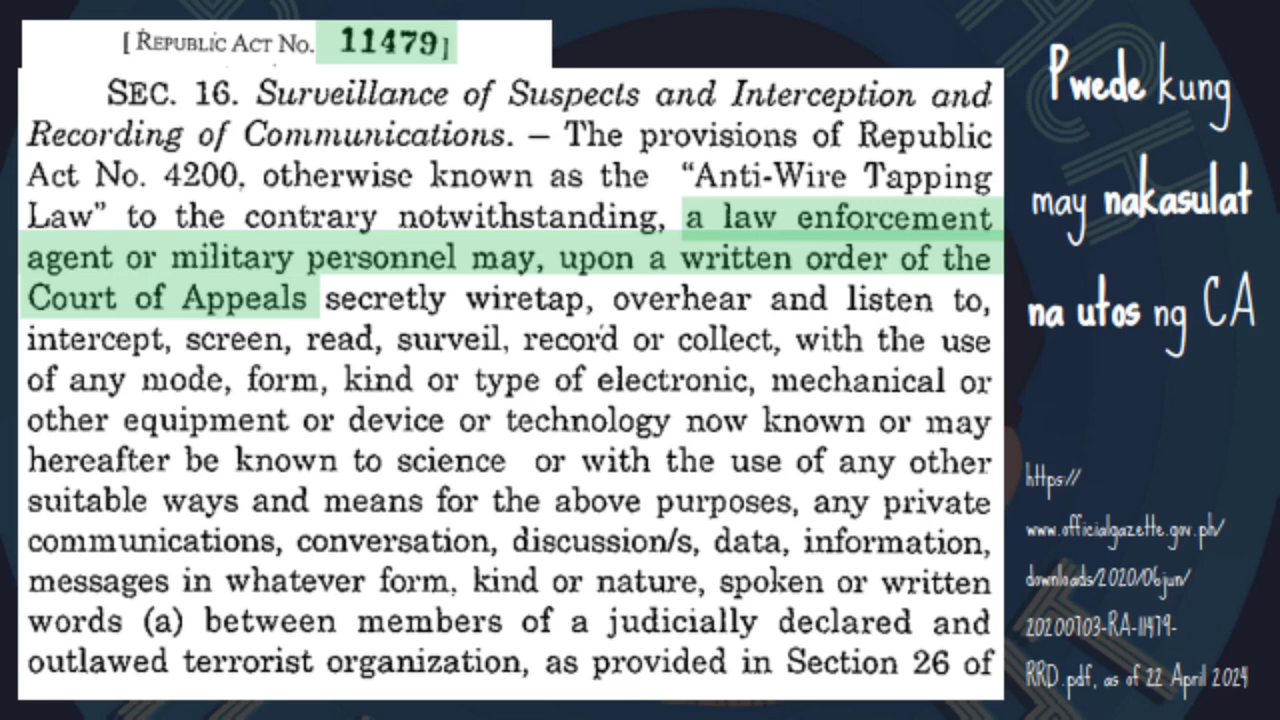 [ REPUBLIC ACT NO. 11479 ]
SEC. 16. Surveillance of Suspects and Interception and
Recording of Communications. – The provisions of Republic
Act No. 4200, otherwise known as the “Anti-Wire Tapping
Law” to the contrary notwithstanding, a law enforcement
agent or military personnel may, upon a written order of the
Court of Appeals secretly wiretap, overhear and listen to,
intercept, screen, read, surveil, record or collect, with the use
of any mode, form, kind or type of electronic, mechanical or
other equipment or device or technology now known or may
hereafter be known to science or with the use of any other
suitable ways and means for the above purposes, any private
communications, conversation, discussion/s, data, information,
messages in whatever form, kind or nature, spoken or written
words (a) between members of a judicially declared and
outlawed terrorist organization, as provided in Section 26 of
Pwede kung
may nakasulat
na utos ng CA
https://
www.officialgazette.gov.ph/
downloads/2020/06jun/
20200703-RA-11479-
RRD.pdf, as of 22 April 2024